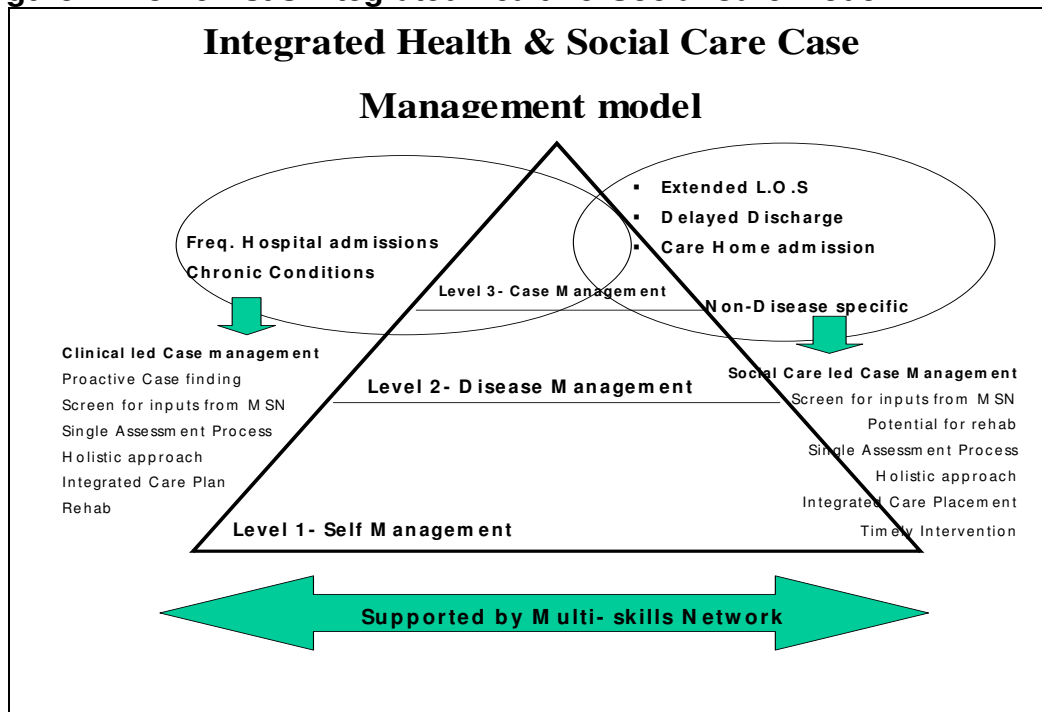 Integrated Health & Social Care Case
Management model
Freq. Hospital admissions
Chronic Conditions
▪ Extended L.O.S
▪ Delayed Discharge
▪ Care Home admission
Non-Disease specific
Level 3- Case Management
Level 2- Disease Management
Level 1- Self Management
Clinical led Case management
Proactive Case finding
Screen for inputs from MSN
Single Assessment Process
Holistic approach
Integrated Care Plan
Rehab
Social Care led Case Management
Screen for inputs from MSN
Potential for rehab
Single Assessment Process
Holistic approach
Integrated Care Placement
Timely Intervention
Supported by Multi- skills Network